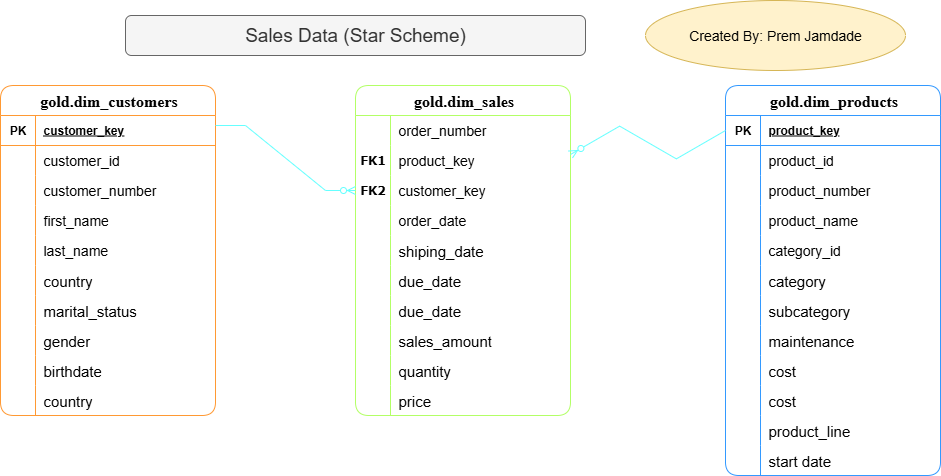 Sales Data (Star Scheme)
Created By: Prem Jamdade
gold.dim_customers
PK customer_key
customer_id
customer_number
first_name
last_name
country
marital_status
gender
birthdate
country
gold.dim_sales
order_number
FK1 product_key
FK2 customer_key
order_date
shiping_date
due_date
due_date
sales_amount
quantity
price
gold.dim_products
PK product_key
product_id
product_number
product_name
category_id
category
subcategory
maintenance
cost
cost
product_line
start date